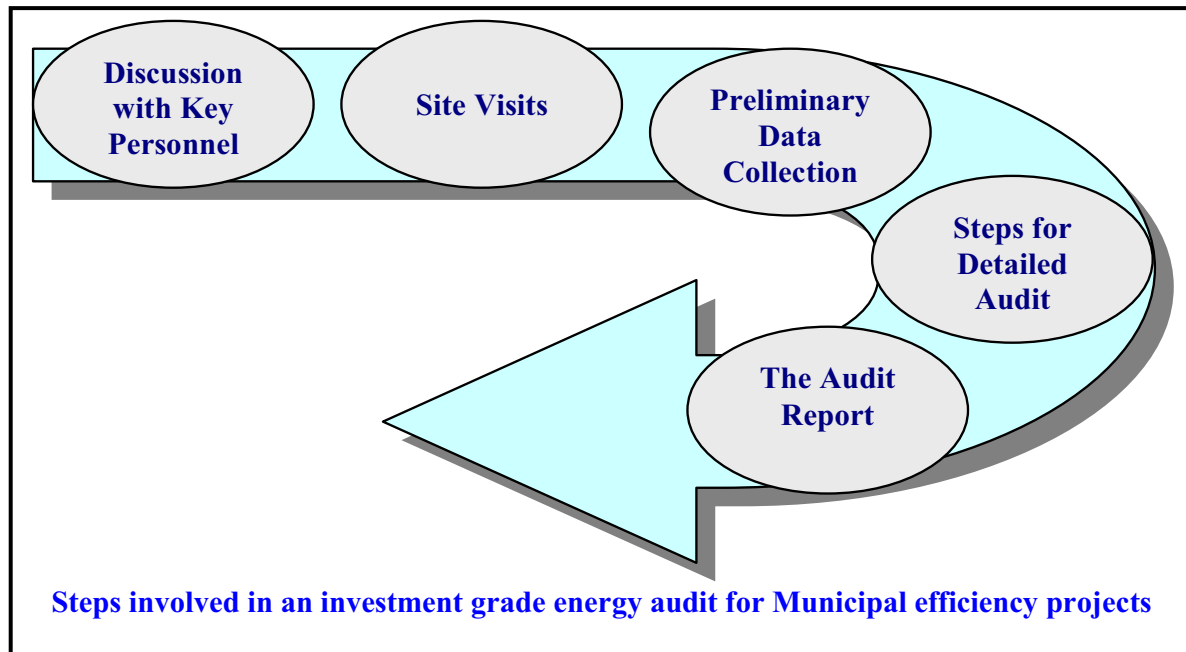 Discussion
with Key
Personnel
Site Visits
Preliminary
Data
Collection
Steps for
Detailed
Audit
The Audit
Report
Steps involved in an investment grade energy audit for Municipal efficiency projects